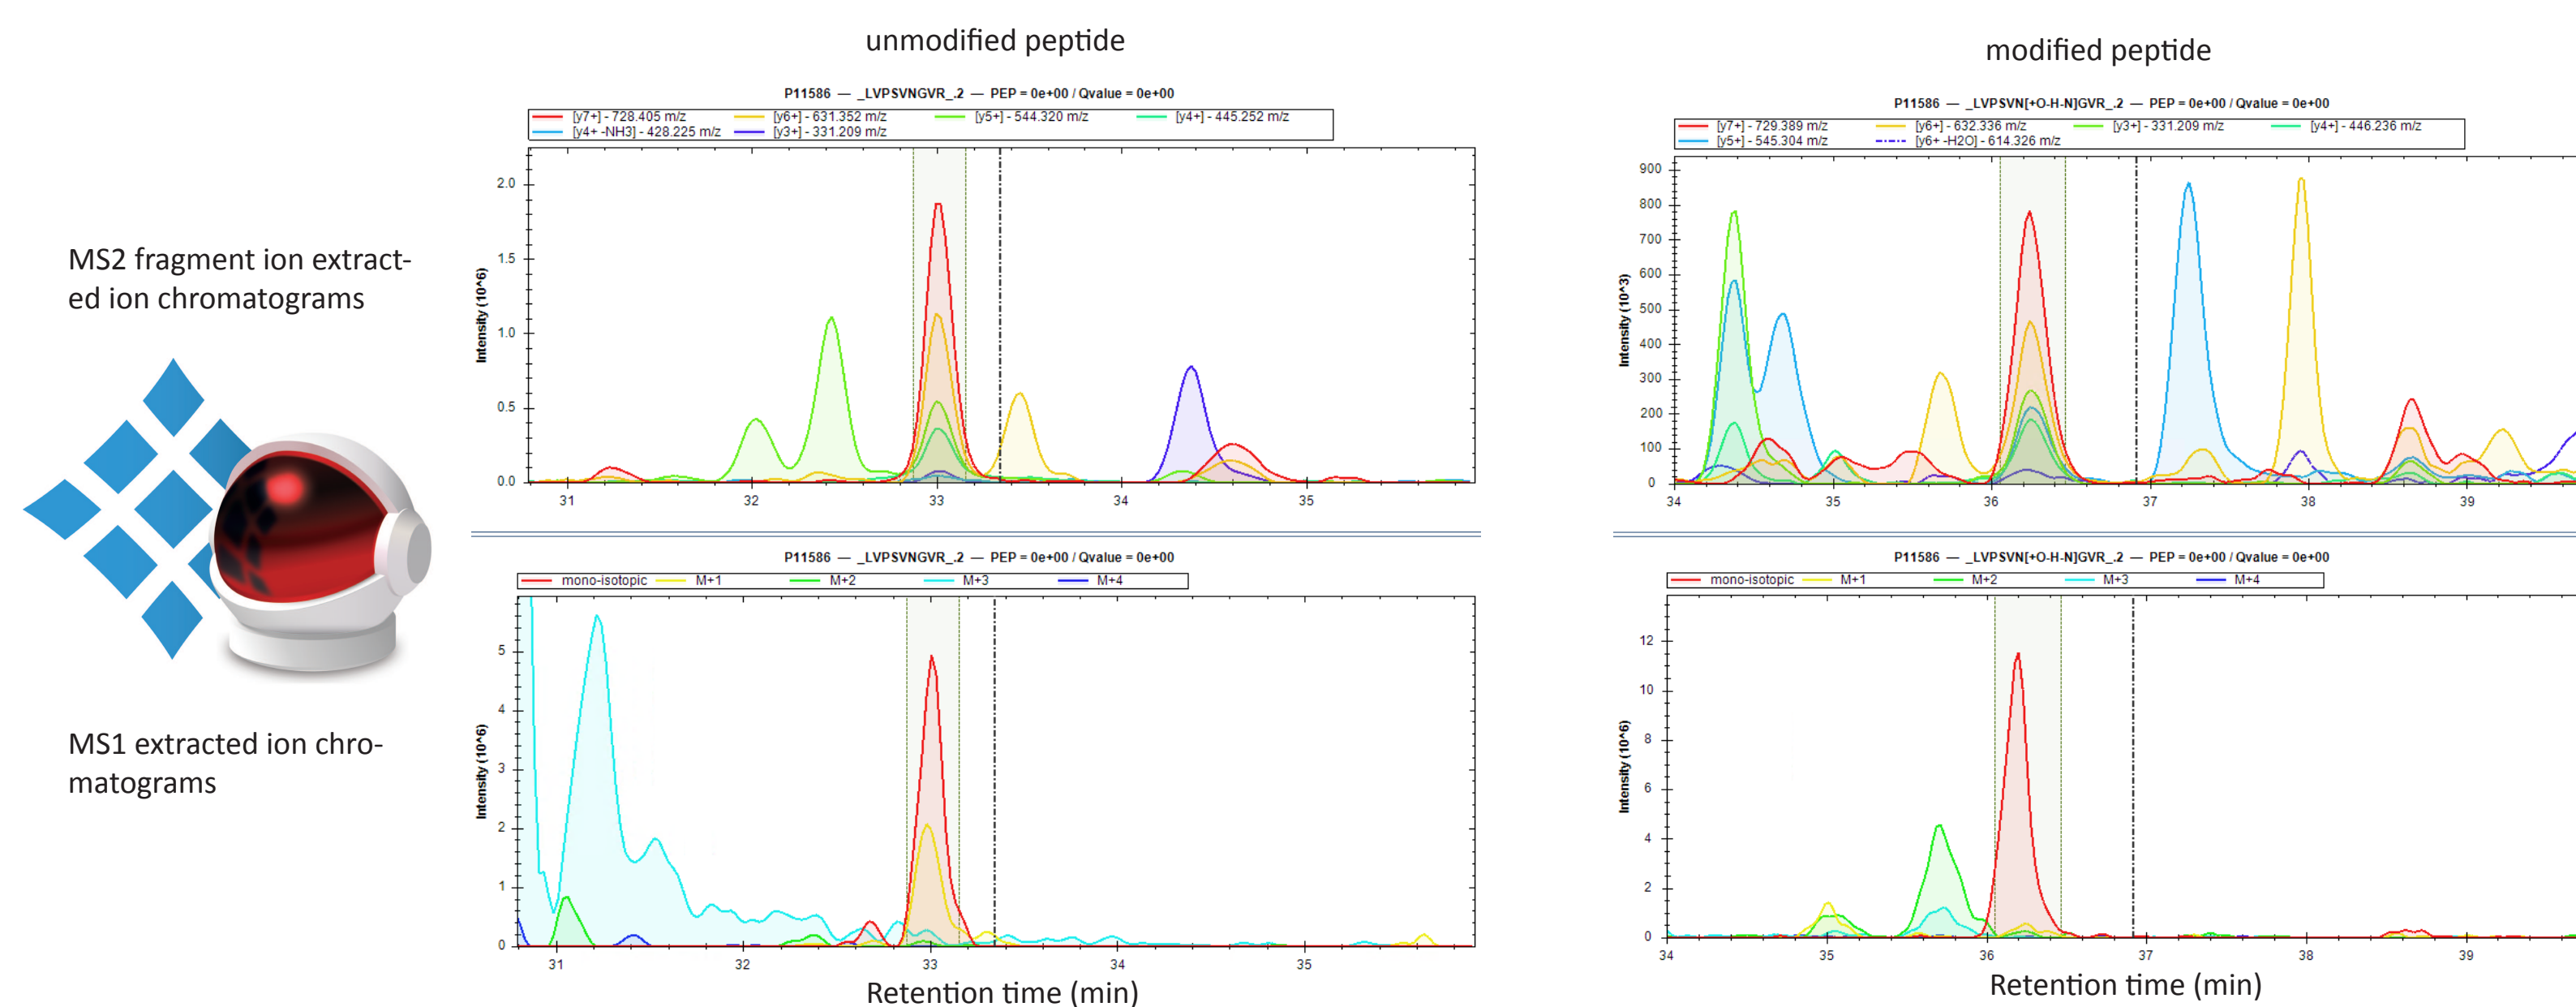 unmodified peptide
P11586 — _LVPSVNGVR_.2 — PEP = 0e+00 / Qvalue = 0e+00
[y7+] - 728.405 m/z [y6+] - 631.352 m/z [y5+] - 544.320 m/z [y4+] - 445.252 m/z
[y4+ -NH3] - 428.225 m/z [y3+] - 331.209 m/z
Intensity (10^6)
2.0
1.5
1.0
0.5
0.0
31 32 33 34 35
modified peptide
P11586 — _LVPSVN[+O-H-N]GVR_.2 — PEP = 0e+00 / Qvalue = 0e+00
[y7+] - 729.389 m/z [y6+] - 632.336 m/z [y3+] - 331.209 m/z [y4+] - 446.236 m/z
[y5+] - 545.304 m/z [y6+ -H2O] - 614.326 m/z
Intensity (10^3)
900
800
700
600
500
400
300
200
100
0
34 35 36 37 38 39
MS2 fragment ion extract-
ed ion chromatograms
MS1 extracted ion chro-
matograms
P11586 — _LVPSVNGVR_.2 — PEP = 0e+00 / Qvalue = 0e+00
mono-isotopic M+1 M+2 M+3 M+4
Intensity (10^6)
5
4
3
2
1
0
31 32 33 34 35
Retention time (min)
P11586 — _LVPSVN[+O-H-N]GVR_.2 — PEP = 0e+00 / Qvalue = 0e+00
mono-isotopic M+1 M+2 M+3 M+4
Intensity (10^6)
12
10
8
6
4
2
0
34 35 36 37 38 39
Retention time (min)